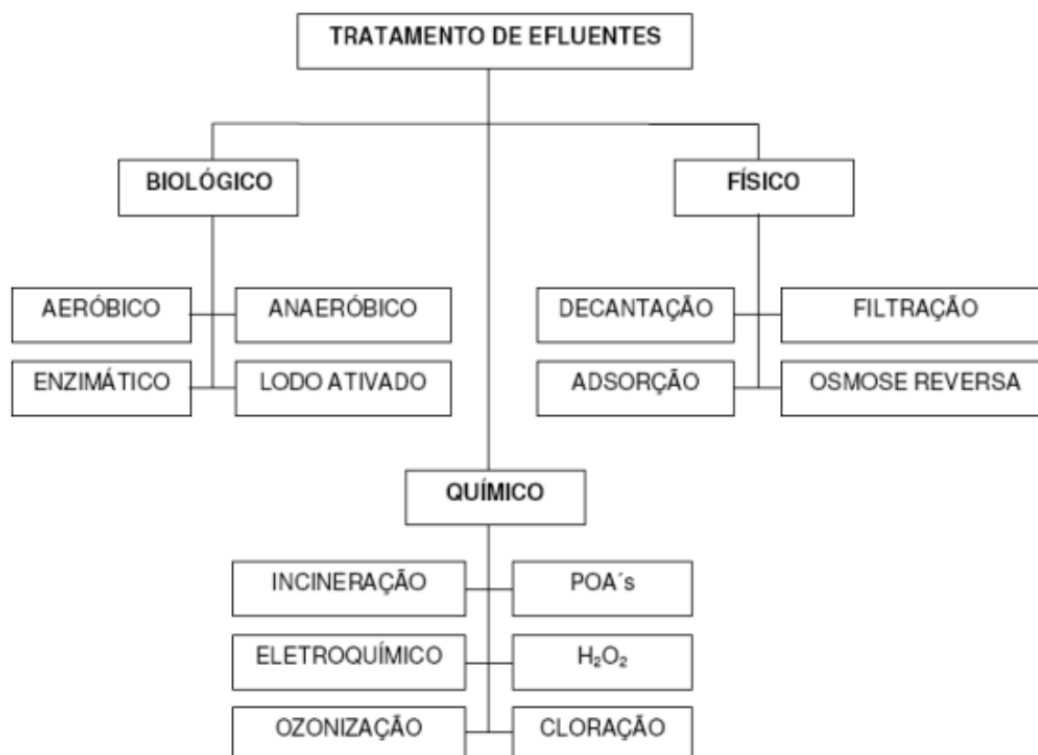 TRATAMENTO DE EFLUENTES
BIOLÓGICO
FÍSICO
AERÓBICO
ANAERÓBICO
DECANTAÇÃO
FILTRAÇÃO
ENZIMÁTICO
LODO ATIVADO
ADSORÇÃO
OSMOSE REVERSA
QUÍMICO
INCINERAÇÃO
POA´s
ELETROQUÍMICO
H₂O₂
OZONIZAÇÃO
CLORAÇÃO